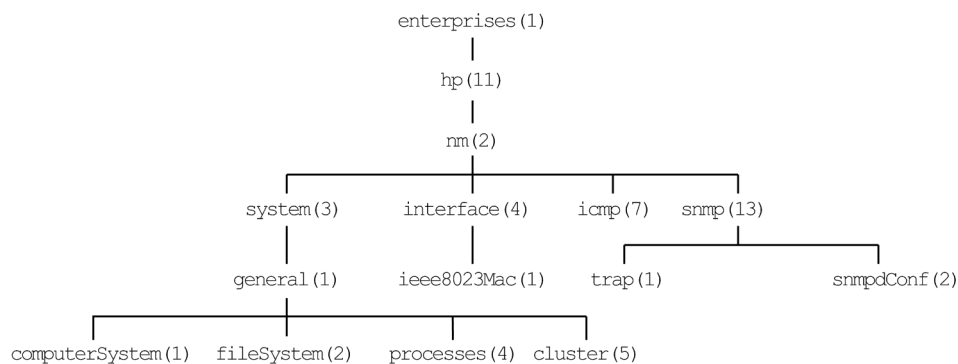 enterprises(1)
hp(11)
nm(2)
system(3) interface(4) icmp(7) snmp(13)
general(1) ieee8023Mac(1) trap(1) snmpdConf(2)
computerSystem(1) fileSystem(2) processes(4) cluster(5)